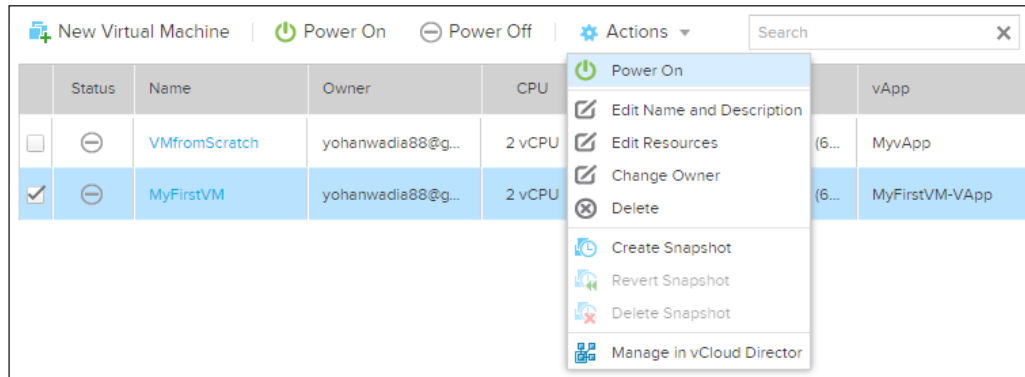 New Virtual Machine Power On Power Off Actions Search
Status Name Owner CPU vApp
VMfromScratch yohanwadia88@g... 2 vCPU (6... MyvApp
MyFirstVM yohanwadia88@g... 2 vCPU (6... MyFirstVM-VApp
Power On
Edit Name and Description
Edit Resources
Change Owner
Delete
Create Snapshot
Revert Snapshot
Delete Snapshot
Manage in vCloud Director